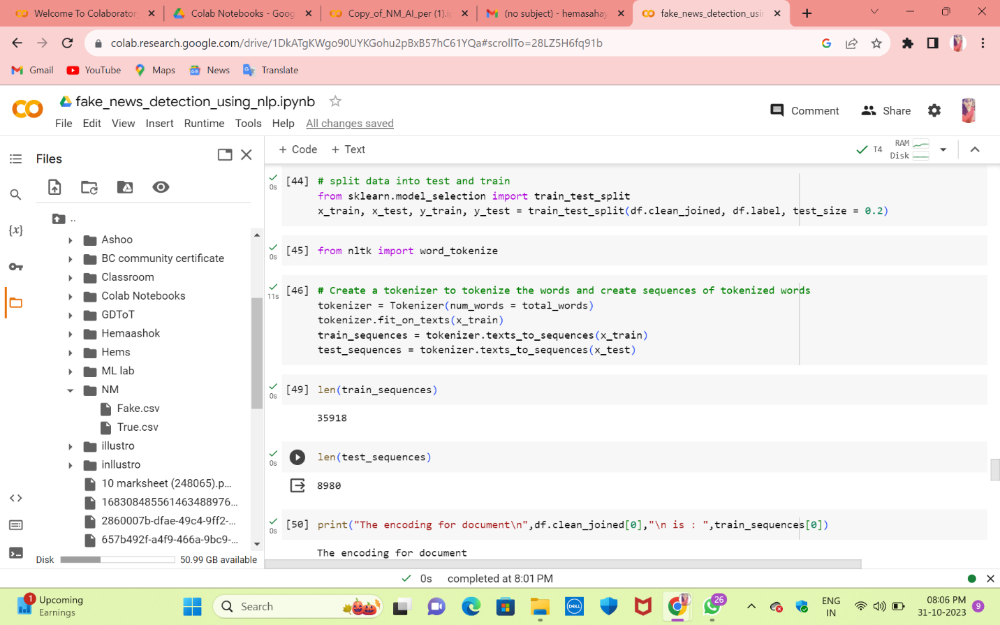 Welcome To Colaborator
Colab Notebooks - Goog
Copy_of_NM_AI_per (1).i
(no subject) - hemasahay
fake_news_detection_usi
colab.research.google.com/drive/1DkATgKWgo90UYKGohu2pBxB57hC61YQa#scrollTo=28LZ5H6fq91b
Gmail YouTube Maps News Translate
fake_news_detection_using_nlp.ipynb
Comment Share
File Edit View Insert Runtime Tools Help All changes saved
Files
+ Code + Text
T4 RAM
Disk
..
Ashoo
BC community certificate
Classroom
Colab Notebooks
GDToT
Hemaashok
Hems
ML lab
NM
Fake.csv
True.csv
illustro
inllustro
10 marksheet (248065).p...
168308485561463488976...
2860007b-dfae-49c4-9ff2-...
657b492f-a4f9-466a-9bc9-...
Disk 50.99 GB available
{x}
0s
[44] # split data into test and train
from sklearn.model_selection import train_test_split
x_train, x_test, y_train, y_test = train_test_split(df.clean_joined, df.label, test_size = 0.2)
0s
[45] from nltk import word_tokenize
11s
[46] # Create a tokenizer to tokenize the words and create sequences of tokenized words
tokenizer = Tokenizer(num_words = total_words)
tokenizer.fit_on_texts(x_train)
train_sequences = tokenizer.texts_to_sequences(x_train)
test_sequences = tokenizer.texts_to_sequences(x_test)
0s
[49] len(train_sequences)
35918
0s
len(test_sequences)
8980
0s
[50] print("The encoding for document\n",df.clean_joined[0],"\n is : ",train_sequences[0])
The encoding for document
0s completed at 8:01 PM
1
Upcoming
Earnings
Search
DELL
26
ENG
IN
08:06 PM
31-10-2023
9